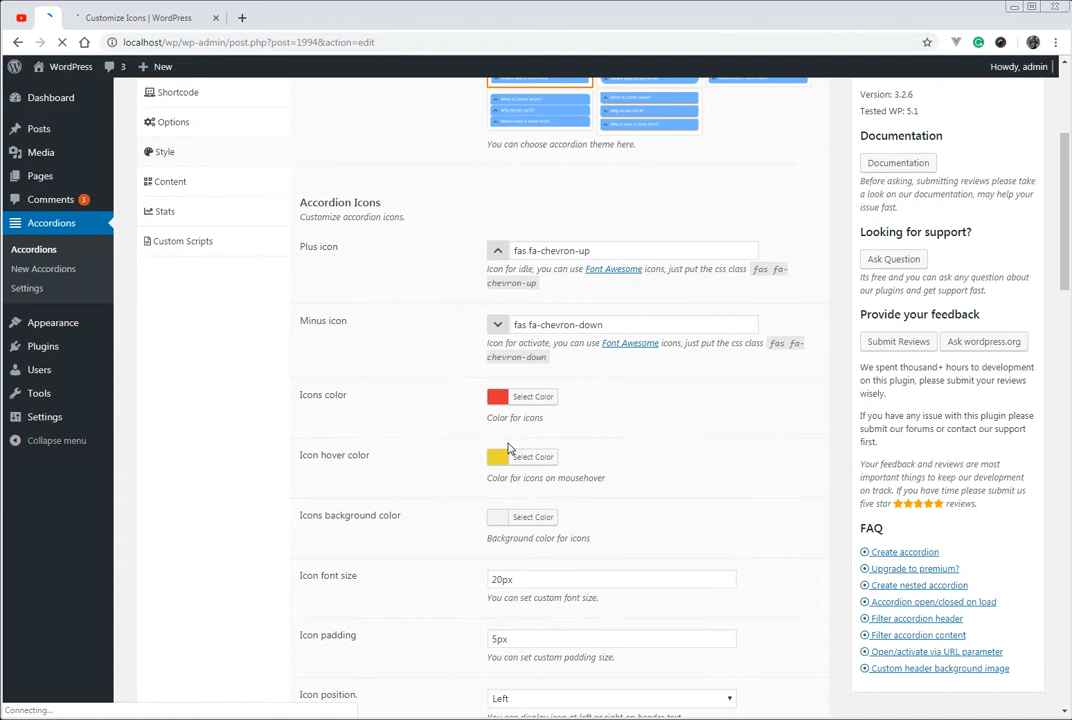 Customize Icons | WordPress
localhost/wp/wp-admin/post.php?post=1994&action=edit
WordPress
3
New
Howdy, admin
Dashboard
Posts
Media
Pages
Comments 3
Accordions
Accordions
New Accordions
Settings
Appearance
Plugins
Users
Tools
Settings
Collapse menu
Shortcode
Options
Style
Content
Stats
Custom Scripts
You can choose accordion theme here.
Accordion Icons
Customize accordion icons.
Plus icon
fas fa-chevron-up
Icon for idle, you can use Font Awesome icons, just put the css class fas fa-
chevron-up
Minus icon
fas fa-chevron-down
Icon for activate, you can use Font Awesome icons, just put the css class fas fa-
chevron-down
Icons color
Select Color
Color for icons
Icon hover color
Select Color
Color for icons on mousehover
Icons background color
Select Color
Background color for icons
Icon font size
20px
You can set custom font size.
Icon padding
5px
You can set custom padding size.
Icon position.
Left
You can display icon at left or right on header text.
Version: 3.2.6
Tested WP: 5.1
Documentation
Documentation
Before asking, submitting reviews please take
a look on our documentation, may help your
issue fast.
Looking for support?
Ask Question
Its free and you can ask any question about
our plugins and get support fast.
Provide your feedback
Submit Reviews
Ask wordpress.org
We spent thousand+ hours to development
on this plugin, please submit your reviews
wisely.
If you have any issue with this plugin please
submit our forums or contact our support
first.
Your feedback and reviews are most
important things to keep our development
on track. If you have time please submit us
five star reviews.
FAQ
Create accordion
Upgrade to premium?
Create nested accordion
Accordion open/closed on load
Filter accordion header
Filter accordion content
Open/activate via URL parameter
Custom header background image
Connecting...